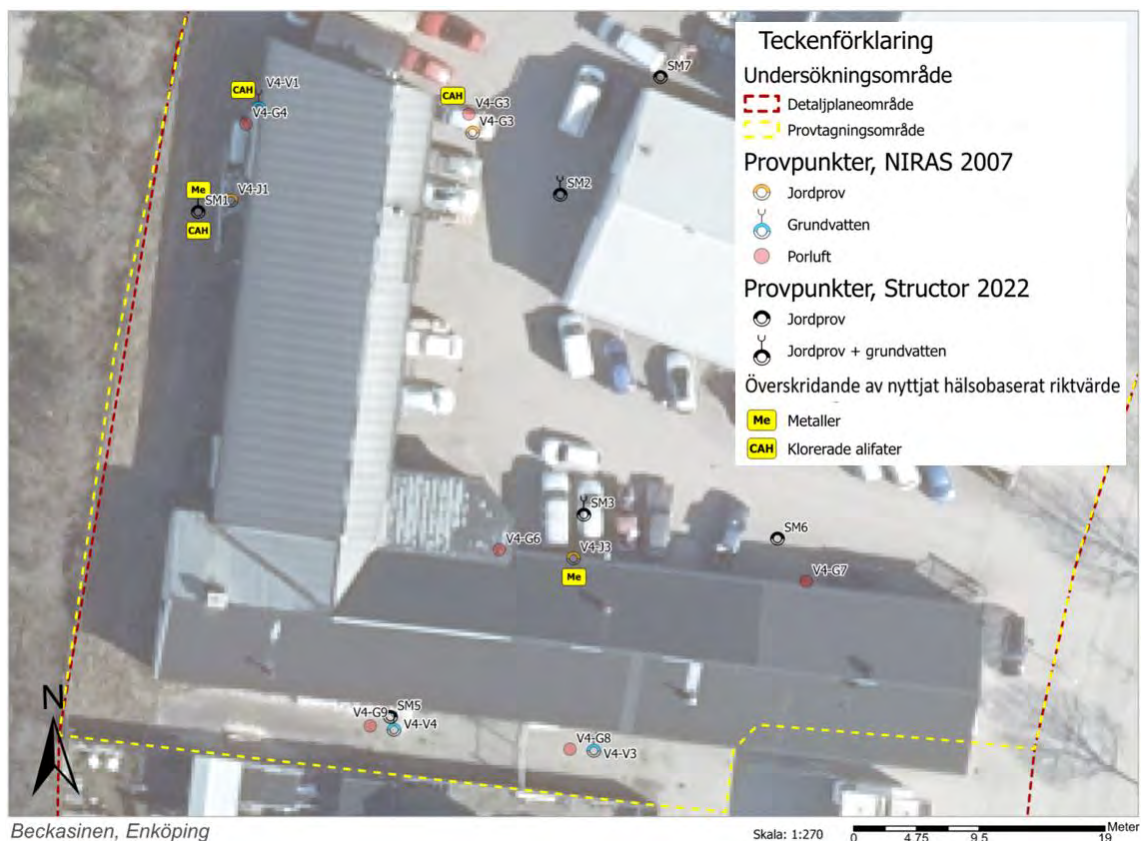 Teckenförklaring
Undersökningsområde
Detaljplaneområde
Provtagningsområde
Provpunkter, NIRAS 2007
Jordprov
Grundvatten
Porluft
Provpunkter, Structor 2022
Jordprov
Jordprov + grundvatten
Överskridande av nyttjat hälsobaserat riktvärde
Me Metaller
CAH Klorerade alifater
SM7
CAH V4-V1
V4-G4
CAH V4-G3
V4-G3
SM2
Me V4-J1
SM1
CAH
SM3
SM6
V4-G6
V4-J3
Me
V4-G7
SM5
V4-G9
V4-V4
V4-G8
V4-V3
N
Beckasinen, Enköping
Skala: 1:270
Meter
0 4.75 9.5 19